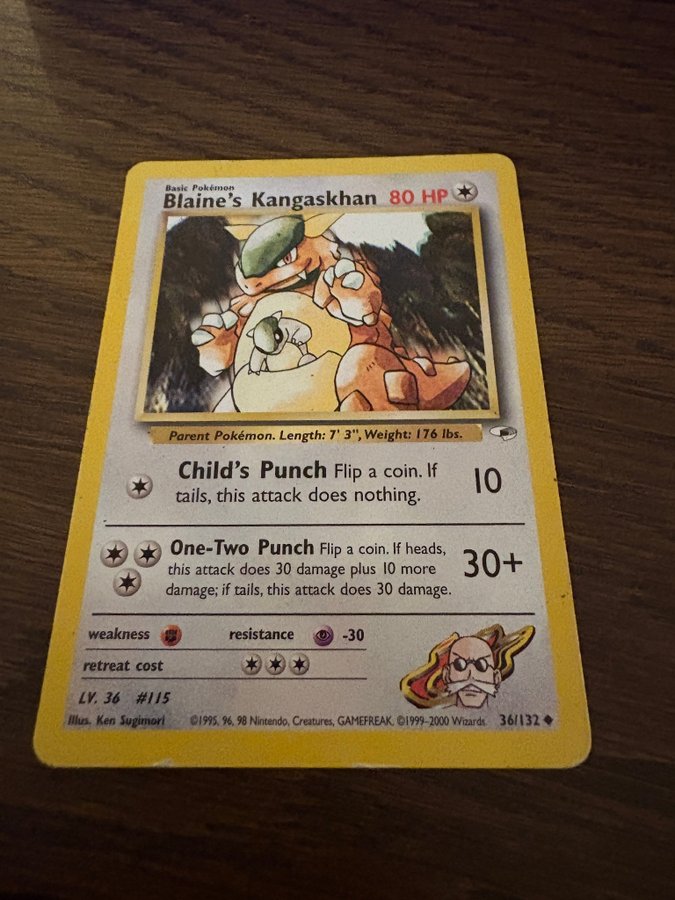 Basic Pokémon
Blaine's Kangaskhan 80 HP
Parent Pokémon. Length: 7' 3", Weight: 176 lbs.
Child's Punch Flip a coin. If
tails, this attack does nothing.
10
One-Two Punch Flip a coin. If heads,
this attack does 30 damage plus 10 more
damage; if tails, this attack does 30 damage.
30+
weakness
resistance -30
retreat cost
LV. 36 #115
Illus. Ken Sugimori ©1995, 96, 98 Nintendo, Creatures, GAMEFREAK. ©1999-2000 Wizards. 36/132